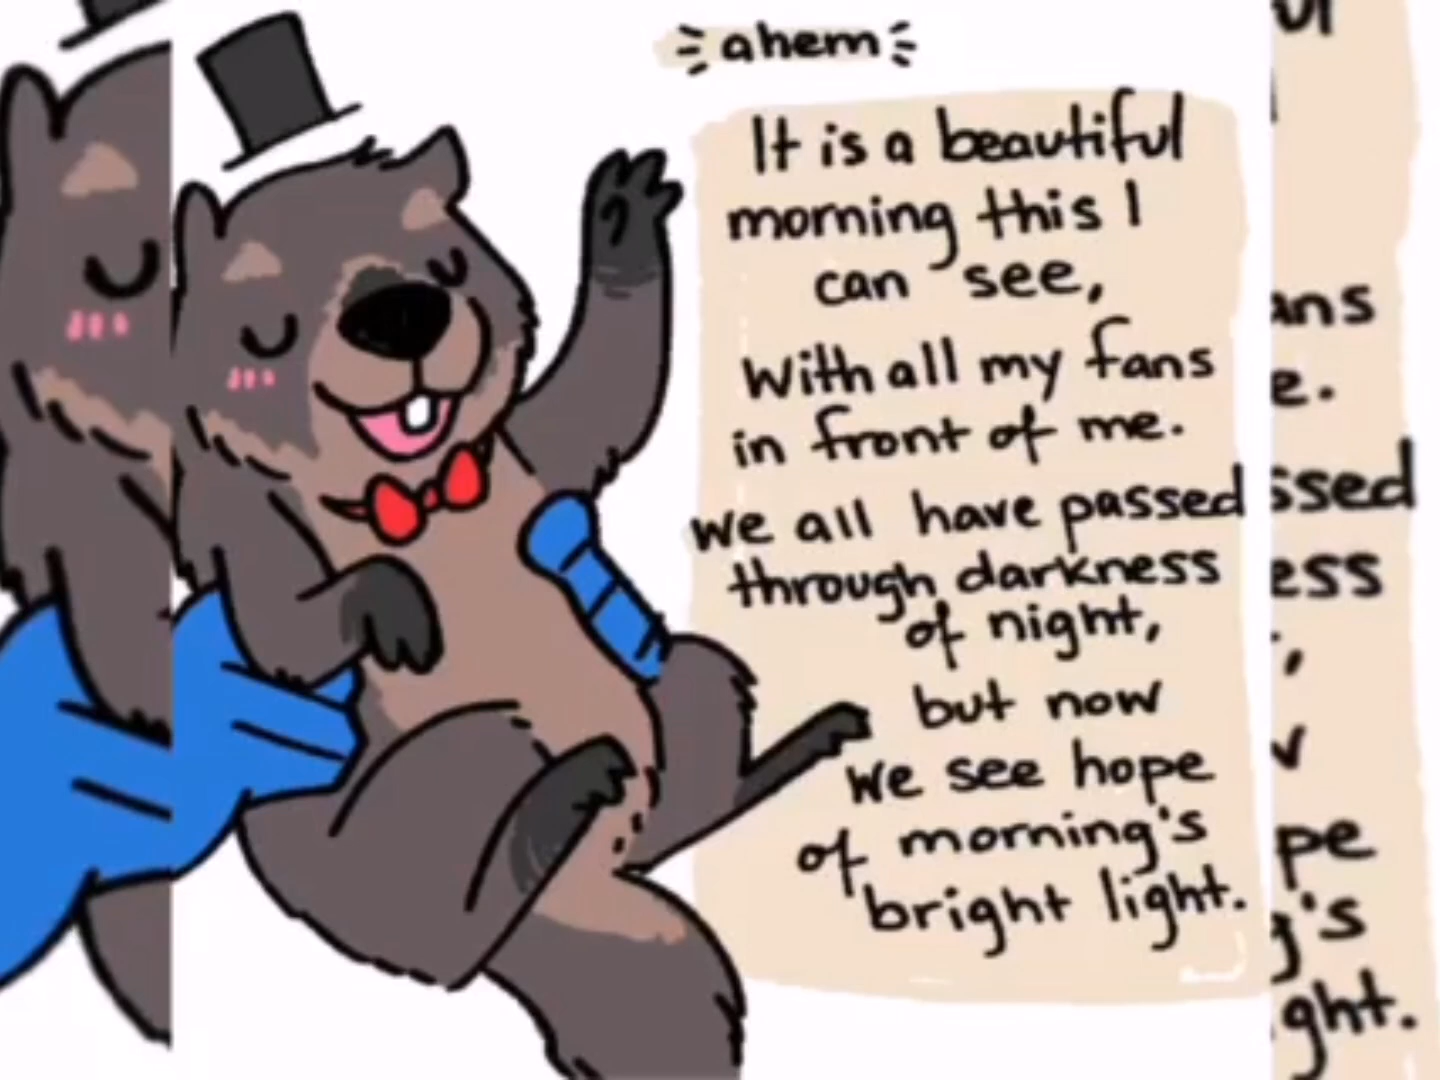 ahem
It is a beautiful
morning this I
can see,
With all my fans
in front of me.
We all have passed
through darkness
of night,
but now
we see hope
of morning's
bright light.